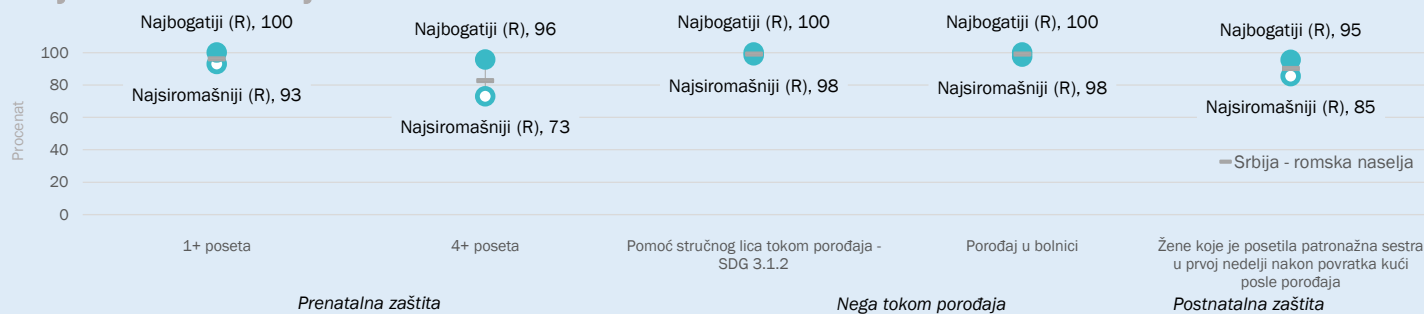 Najbogatiji (R), 100
Najbogatiji (R), 96
Najbogatiji (R), 100
Najbogatiji (R), 100
Najbogatiji (R), 95
Najsiromašniji (R), 93
Najsiromašniji (R), 73
Najsiromašniji (R), 98
Najsiromašniji (R), 98
Najsiromašniji (R), 85
Procenat
100
80
60
40
20
0
Srbija - romska naselja
1+ poseta
4+ poseta
Pomoć stručnog lica tokom porođaja -
SDG 3.1.2
Porođaj u bolnici
Žene koje je posetila patronažna sestra
u prvoj nedelji nakon povratka kući
posle porođaja
Prenatalna zaštita
Nega tokom porođaja
Postnatalna zaštita